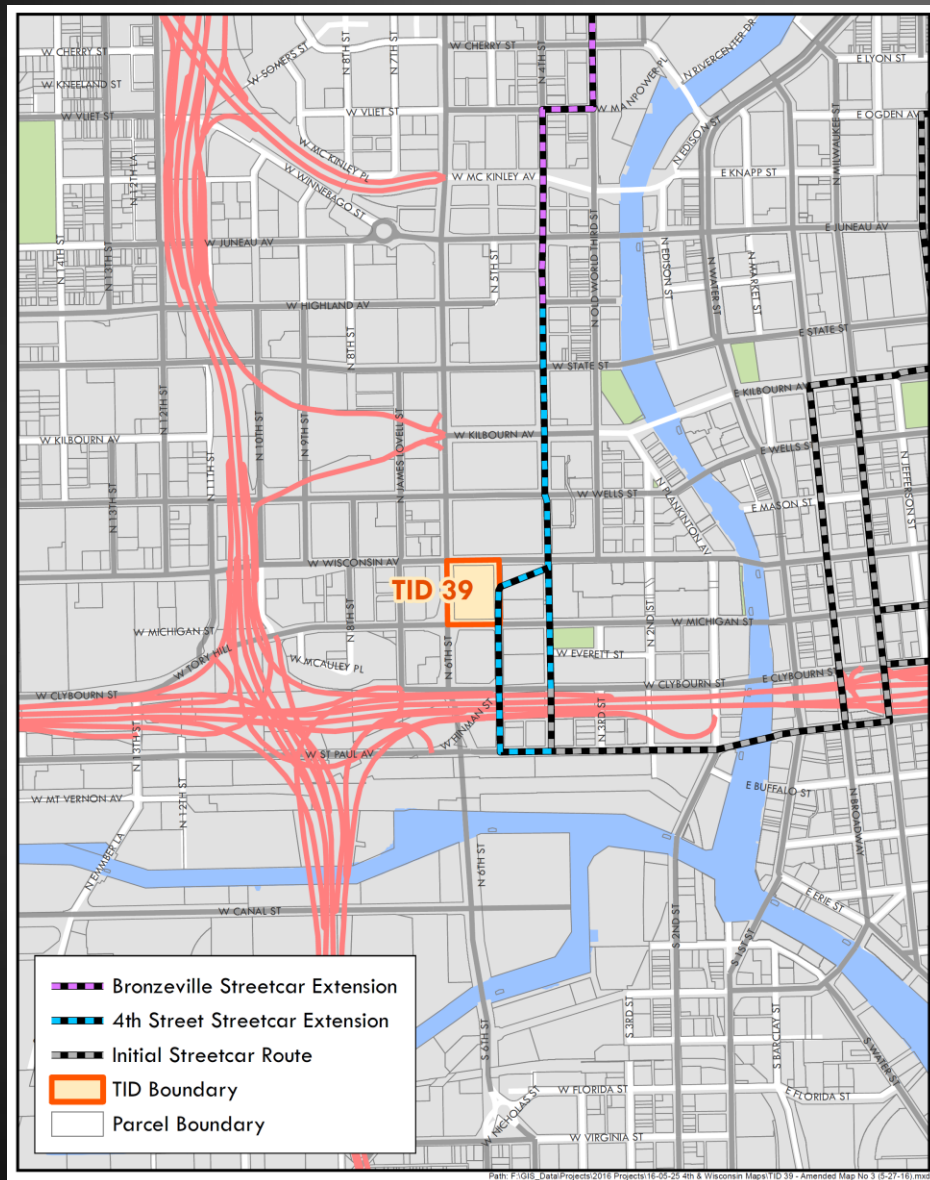 W CHERRY ST
W KNEELAND ST
W VLIET ST
N 12TH LA
N 14TH ST
N 13TH ST
W SOMERS ST
N 8TH ST
N 7TH ST
W CHERRY ST
N 4TH ST
W VLIET ST
W MC KINLEY PL
W WINNEBAGO ST
W MC KINLEY AV
W MANPOWER PL
N RIVERCENTER DR
E LYON ST
N EDISON ST
E OGDEN AV
N MILWAUKEE ST
E KNAPP ST
W JUNEAU AV
E JUNEAU AV
N 5TH ST
N OLD WORLD THIRD ST
N EDISON ST
N WATER ST
N MARKET ST
W HIGHLAND AV
N 8TH ST
W STATE ST
E STATE ST
N 12TH ST
N 10TH ST
N 9TH ST
N JAMES LOVELL ST
E KILBOURN AV
W KILBOURN AV
W KILBOURN AV
N 11TH ST
E WELLS ST
N JEFFERSON ST
N 13TH ST
W WELLS ST
N PLANKINTON AV
E MASON ST
W WISCONSIN AV
TID 39
N 8TH ST
N 6TH ST
N 2ND ST
W MICHIGAN ST
W MICHIGAN ST
W TORY HILL
W MCAULEY PL
W EVERETT ST
W CLYBOURN ST
W CLYBOURN ST
E CLYBOURN ST
N 13TH ST
W HINMAN ST
N 3RD ST
W ST PAUL AV
W MT VERNON AV
N 12TH ST
E BUFFALO ST
N BROADWAY
N EMMBER LA
N 6TH ST
W CANAL ST
E ERIE ST
S 2ND ST
S 1ST ST
S 3RD ST
S BARCLAY ST
S WATER ST
S 6TH ST
W FLORIDA ST
E FLORIDA ST
W NICHOLAS ST
W VIRGINIA ST
Bronzeville Streetcar Extension
4th Street Streetcar Extension
Initial Streetcar Route
TID Boundary
Parcel Boundary
Path: F:\GIS_Data\Projects\2016 Projects\16-05-25 4th & Wisconsin Maps\TID 39 - Amended Map No 3 (5-27-16).mxd